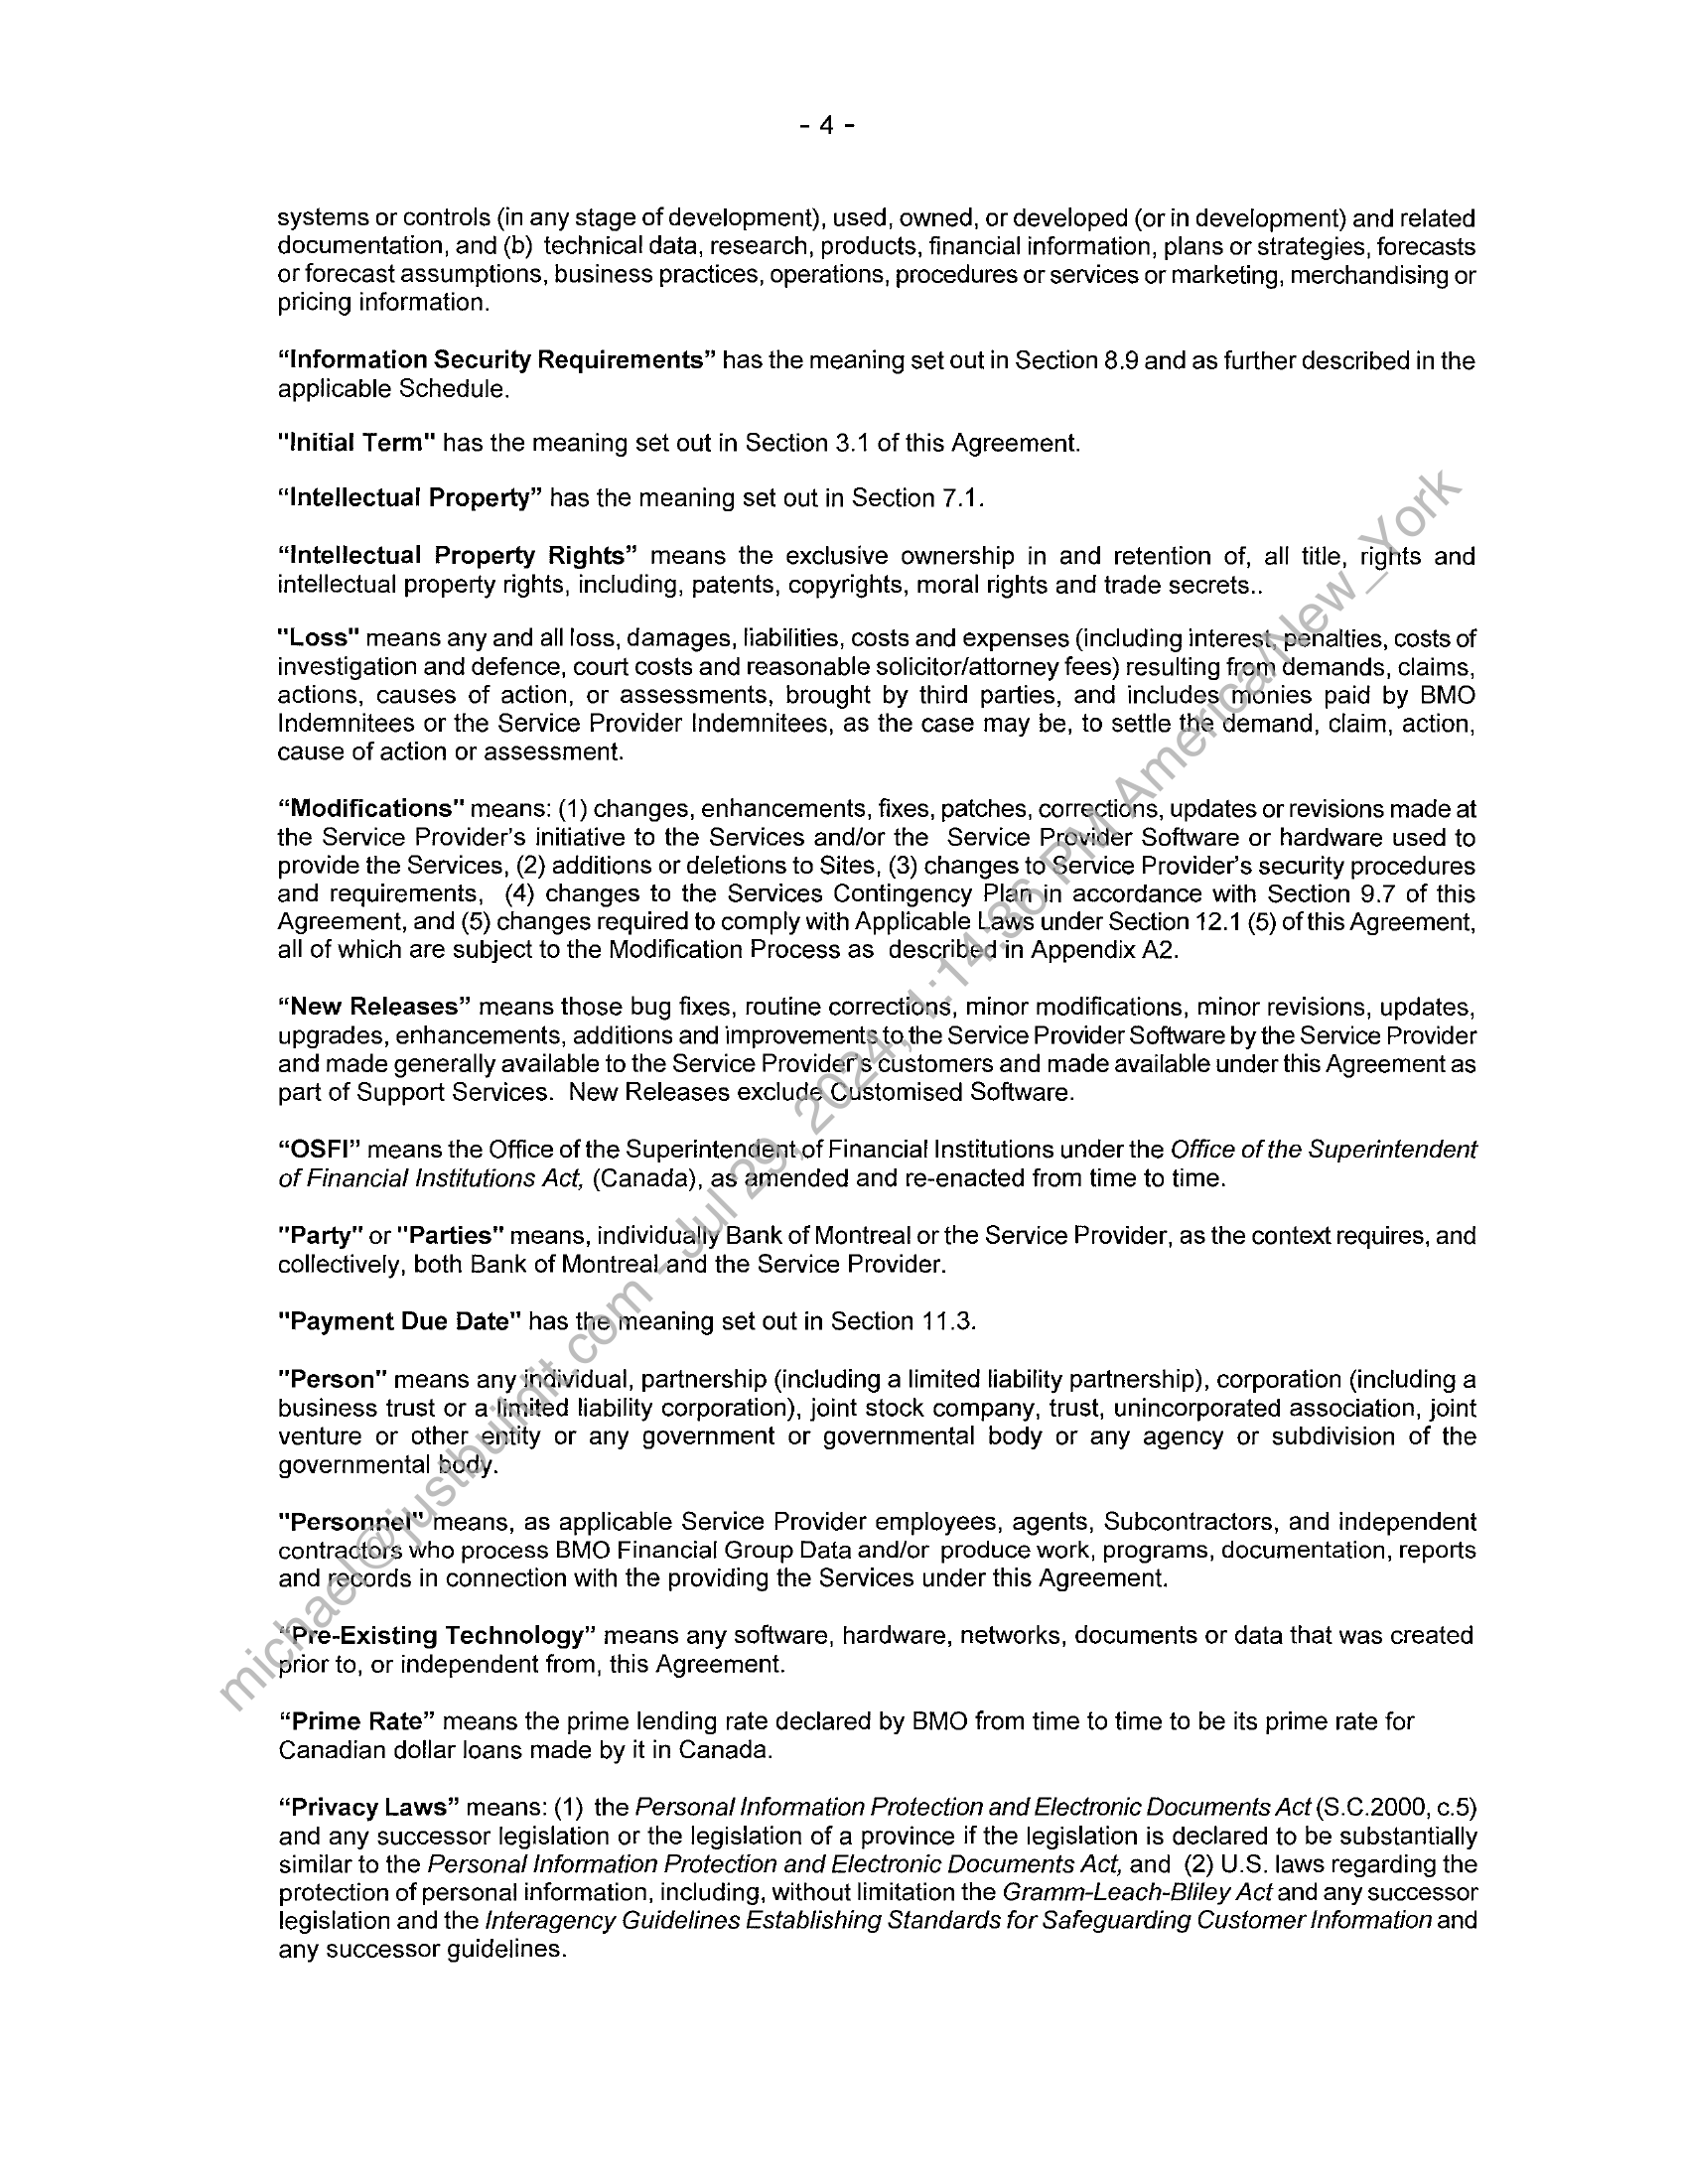 - 4 -
systems or controls (in any stage of development), used, owned, or developed (or in development) and related
documentation, and (b) technical data, research, products, financial information, plans or strategies, forecasts
or forecast assumptions, business practices, operations, procedures or services or marketing, merchandising or
pricing information.
“Information Security Requirements” has the meaning set out in Section 8.9 and as further described in the
applicable Schedule.
"Initial Term" has the meaning set out in Section 3.1 of this Agreement.
“Intellectual Property” has the meaning set out in Section 7.1.
“Intellectual Property Rights” means the exclusive ownership in and retention of, all title, rights and
intellectual property rights, including, patents, copyrights, moral rights and trade secrets..
"Loss" means any and all loss, damages, liabilities, costs and expenses (including interest, penalties, costs of
investigation and defence, court costs and reasonable solicitor/attorney fees) resulting from demands, claims,
actions, causes of action, or assessments, brought by third parties, and includes monies paid by BMO
Indemnitees or the Service Provider Indemnitees, as the case may be, to settle the demand, claim, action,
cause of action or assessment.
“Modifications" means: (1) changes, enhancements, fixes, patches, corrections, updates or revisions made at
the Service Provider’s initiative to the Services and/or the Service Provider Software or hardware used to
provide the Services, (2) additions or deletions to Sites, (3) changes to Service Provider’s security procedures
and requirements, (4) changes to the Services Contingency Plan in accordance with Section 9.7 of this
Agreement, and (5) changes required to comply with Applicable Laws under Section 12.1 (5) of this Agreement,
all of which are subject to the Modification Process as described in Appendix A2.
“New Releases” means those bug fixes, routine corrections, minor modifications, minor revisions, updates,
upgrades, enhancements, additions and improvements to the Service Provider Software by the Service Provider
and made generally available to the Service Provider's customers and made available under this Agreement as
part of Support Services. New Releases exclude Customised Software.
“OSFI” means the Office of the Superintendent of Financial Institutions under the Office of the Superintendent
of Financial Institutions Act, (Canada), as amended and re-enacted from time to time.
"Party" or "Parties" means, individually Bank of Montreal or the Service Provider, as the context requires, and
collectively, both Bank of Montreal and the Service Provider.
"Payment Due Date" has the meaning set out in Section 11.3.
"Person" means any individual, partnership (including a limited liability partnership), corporation (including a
business trust or a limited liability corporation), joint stock company, trust, unincorporated association, joint
venture or other entity or any government or governmental body or any agency or subdivision of the
governmental body.
"Personnel" means, as applicable Service Provider employees, agents, Subcontractors, and independent
contractors who process BMO Financial Group Data and/or produce work, programs, documentation, reports
and records in connection with the providing the Services under this Agreement.
“Pre-Existing Technology” means any software, hardware, networks, documents or data that was created
prior to, or independent from, this Agreement.
“Prime Rate” means the prime lending rate declared by BMO from time to time to be its prime rate for
Canadian dollar loans made by it in Canada.
“Privacy Laws” means: (1) the Personal Information Protection and Electronic Documents Act (S.C.2000, c.5)
and any successor legislation or the legislation of a province if the legislation is declared to be substantially
similar to the Personal Information Protection and Electronic Documents Act, and (2) U.S. laws regarding the
protection of personal information, including, without limitation the Gramm-Leach-Bliley Act and any successor
legislation and the Interagency Guidelines Establishing Standards for Safeguarding Customer Information and
any successor guidelines.
michael@justbuildit.com - Jul 29, 2024, 1:14:36 PM America/New_York